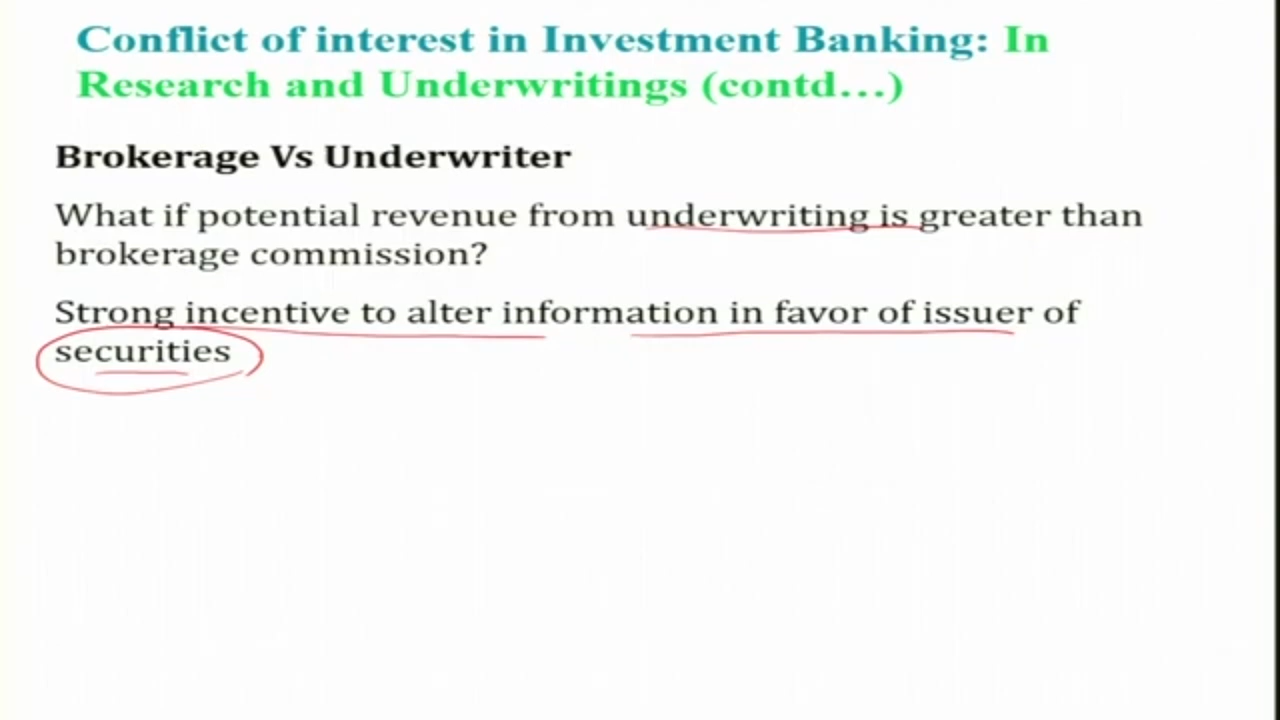 Conflict of interest in Investment Banking: In
Research and Underwritings (contd...)
Brokerage Vs Underwriter
What if potential revenue from underwriting is greater than
brokerage commission?
Strong incentive to alter information in favor of issuer of
securities